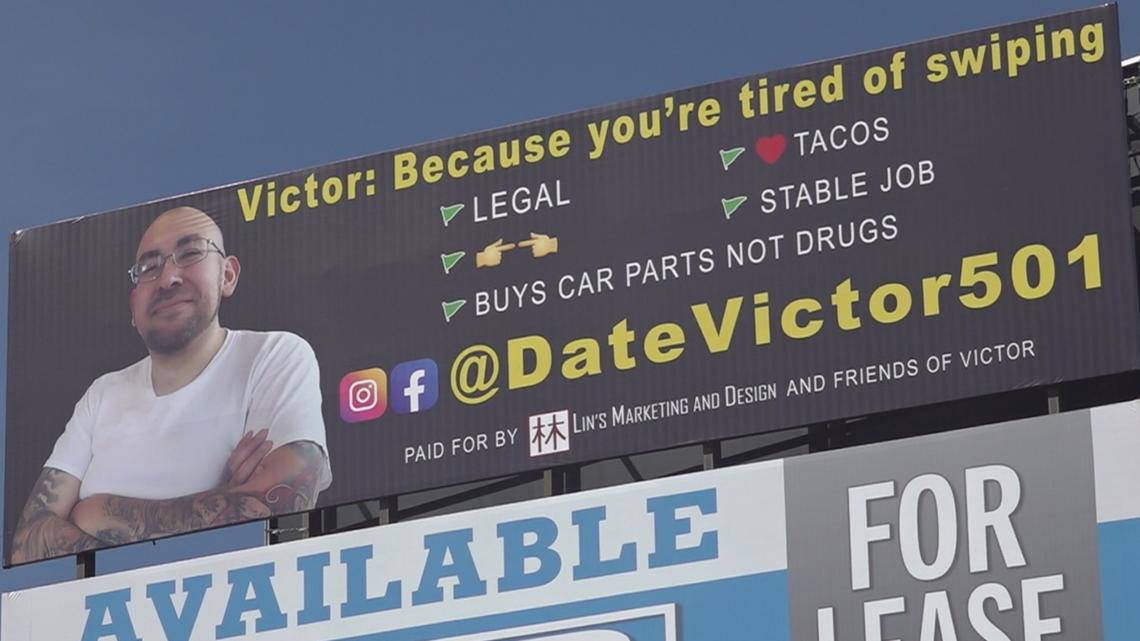 Victor: Because you're tired of swiping
LEGAL
❤️ TACOS
👉👈
STABLE JOB
BUYS CAR PARTS NOT DRUGS
@DateVictor501
PAID FOR BY 林 LIN'S MARKETING AND DESIGN AND FRIENDS OF VICTOR
AVAILABLE
FOR
LEASE